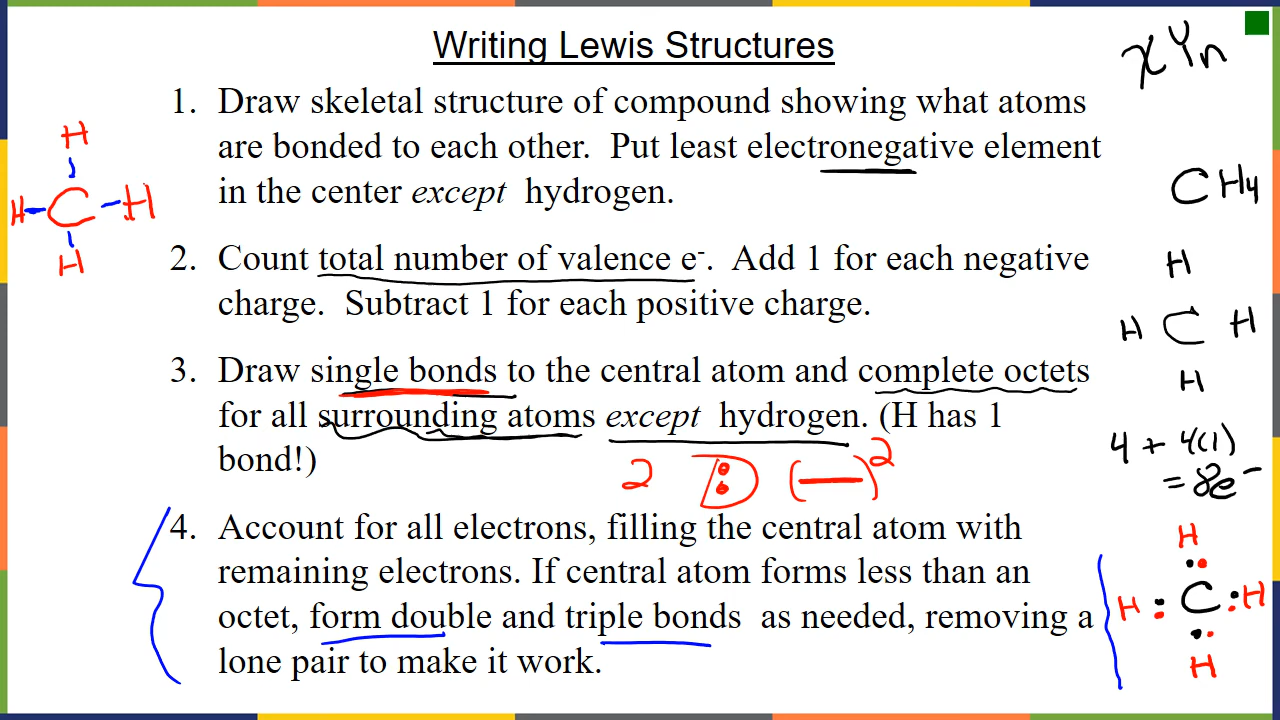 Writing Lewis Structures
1. Draw skeletal structure of compound showing what atoms
are bonded to each other. Put least electronegative element
in the center except hydrogen.
2. Count total number of valence e-. Add 1 for each negative
charge. Subtract 1 for each positive charge.
3. Draw single bonds to the central atom and complete octets
for all surrounding atoms except hydrogen. (H has 1
bond!)
4. Account for all electrons, filling the central atom with
remaining electrons. If central atom forms less than an
octet, form double and triple bonds as needed, removing a
lone pair to make it work.
H
H-C-H
H
2 (—)2
XYn
CH4
H
H C H
H
4 + 4(1)
= 8e-
H
H : C : H
H